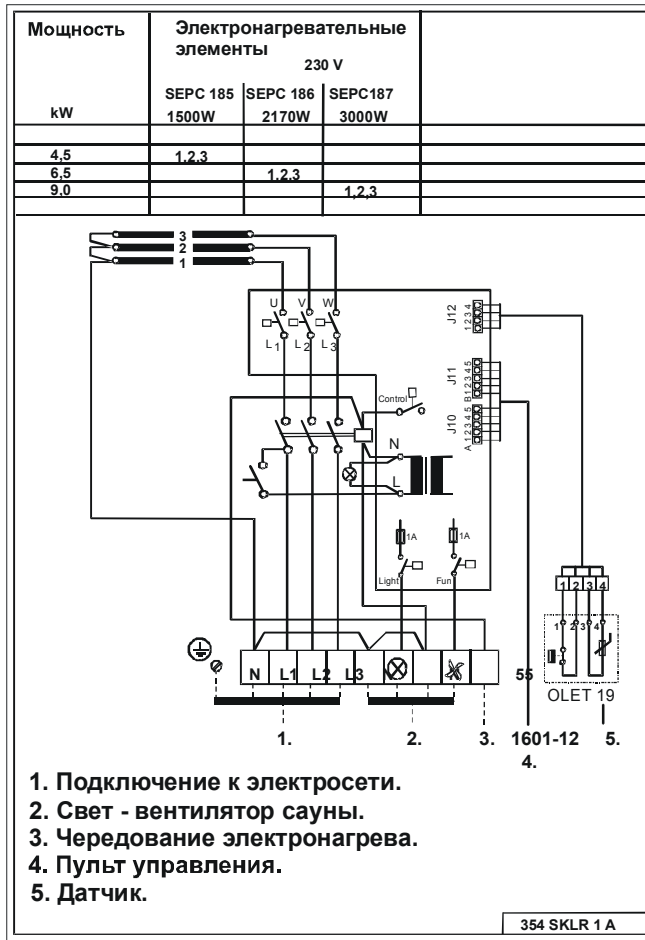 Мощность
Электронагревательные
элементы
230 V
SEPC 185 SEPC 186 SEPC187
kW 1500W 2170W 3000W
4,5 1,2,3
6,5 1,2,3
9,0 1,2,3
3
2
1
U V W
L1 L2 L3
J12
1 2 3 4
J11
B 1 2 3 4 5
J10
A 1 2 3 4 5
Control
N
L
1A 1A
Light Fun
1 2 3 4
1 2 3 4
N L1 L2 L3 55
OLET 19
1. 2. 3. 1601-12 5.
4.
1. Подключение к электросети.
2. Свет - вентилятор сауны.
3. Чередование электронагрева.
4. Пульт управления.
5. Датчик.
354 SKLR 1 A